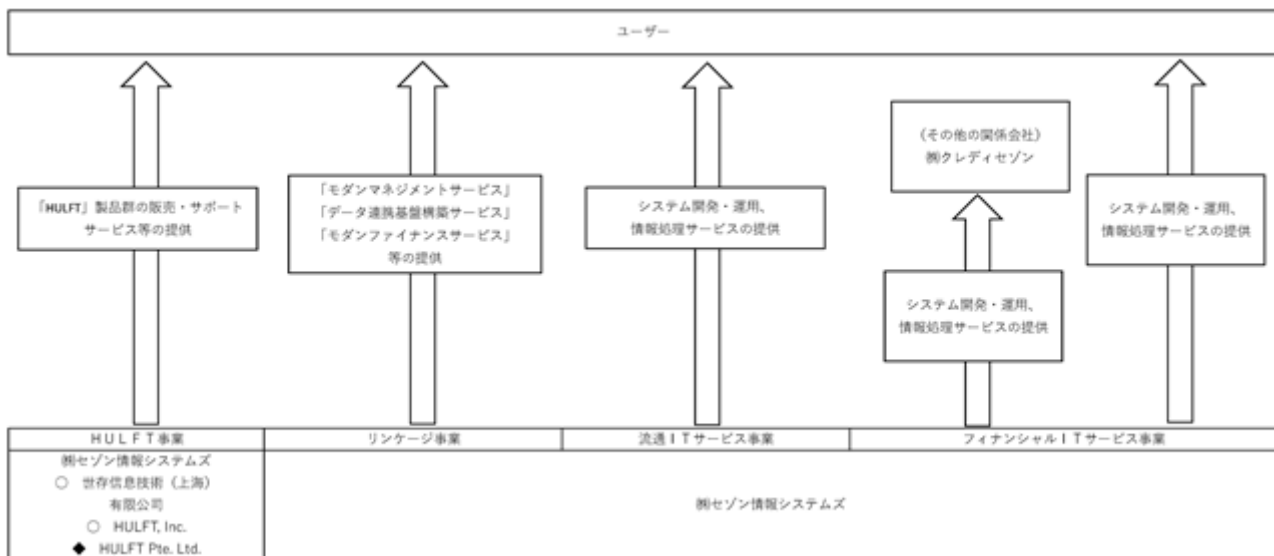 ユーザー
「HULFT」製品群の販売・サポート
サービス等の提供
「モダンマネジメントサービス」
「データ連携基盤構築サービス」
「モダンファイナンスサービス」
等の提供
システム開発・運用、
情報処理サービスの提供
（その他の関係会社）
㈱クレディセゾン
システム開発・運用、
情報処理サービスの提供
システム開発・運用、
情報処理サービスの提供
ＨＵＬＦＴ事業
リンケージ事業
流通ＩＴサービス事業
フィナンシャルＩＴサービス事業
㈱セゾン情報システムズ
○ 世存信息技術（上海）
有限公司
○ HULFT, Inc.
◆ HULFT Pte. Ltd.
㈱セゾン情報システムズ